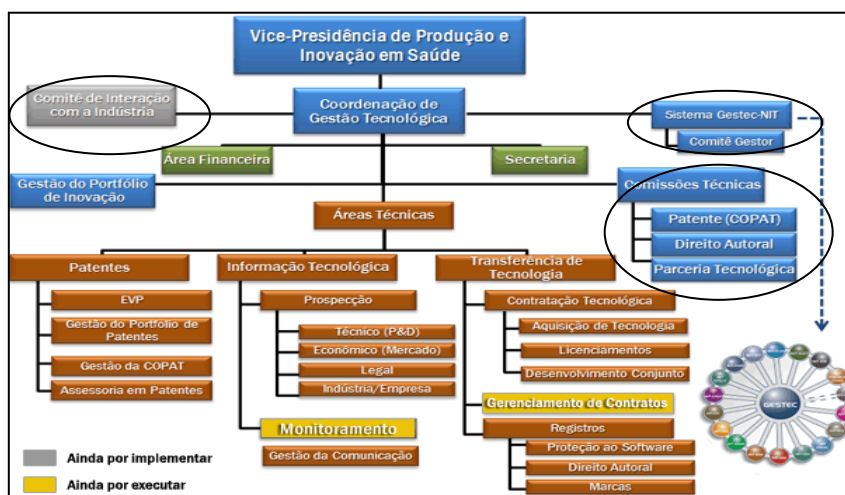 Vice-Presidência de Produção e
Inovação em Saúde
Comitê de Interação
com a Indústria
Coordenação de
Gestão Tecnológica
Sistema Gestec-NIT
Comitê Gestor
Área Financeira
Secretaria
Gestão do Portfólio
de Inovação
Comissões Técnicas
Patente (COPAT)
Direito Autoral
Parceria Tecnológica
Áreas Técnicas
Patentes
EVP
Gestão do Portfolio de
Patentes
Gestão da COPAT
Assessoria em Patentes
Informação Tecnológica
Prospecção
Técnico (P&D)
Econômico (Mercado)
Legal
Indústria/Empresa
Monitoramento
Gestão da Comunicação
Transferência de
Tecnologia
Contratação Tecnológica
Aquisição de Tecnologia
Licenciamentos
Desenvolvimento Conjunto
Gerenciamento de Contratos
Registros
Proteção ao Software
Direito Autoral
Marcas
GESTEC
Ainda por implementar
Ainda por executar